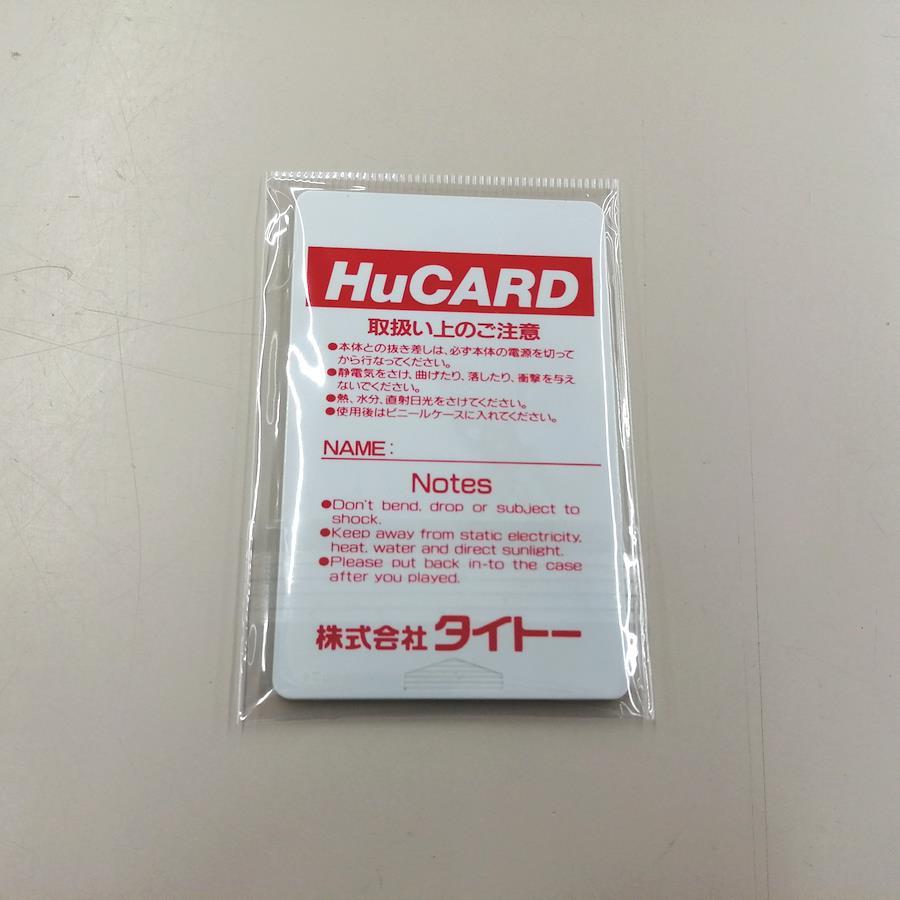 HuCARD
取扱い上のご注意
●本体との抜き差しは、必ず本体の電源を切って
から行なってください。
●静電気をさけ、曲げたり、落したり、衝撃を与え
ないでください。
●熱、水分、直射日光をさけてください。
●使用後はビニールケースに入れてください。
NAME:
Notes
●Don't bend, drop or subject to
shock.
●Keep away from static electricity,
heat, water and direct sunlight.
●Please put back in-to the case
after you played.
株式会社タイトー